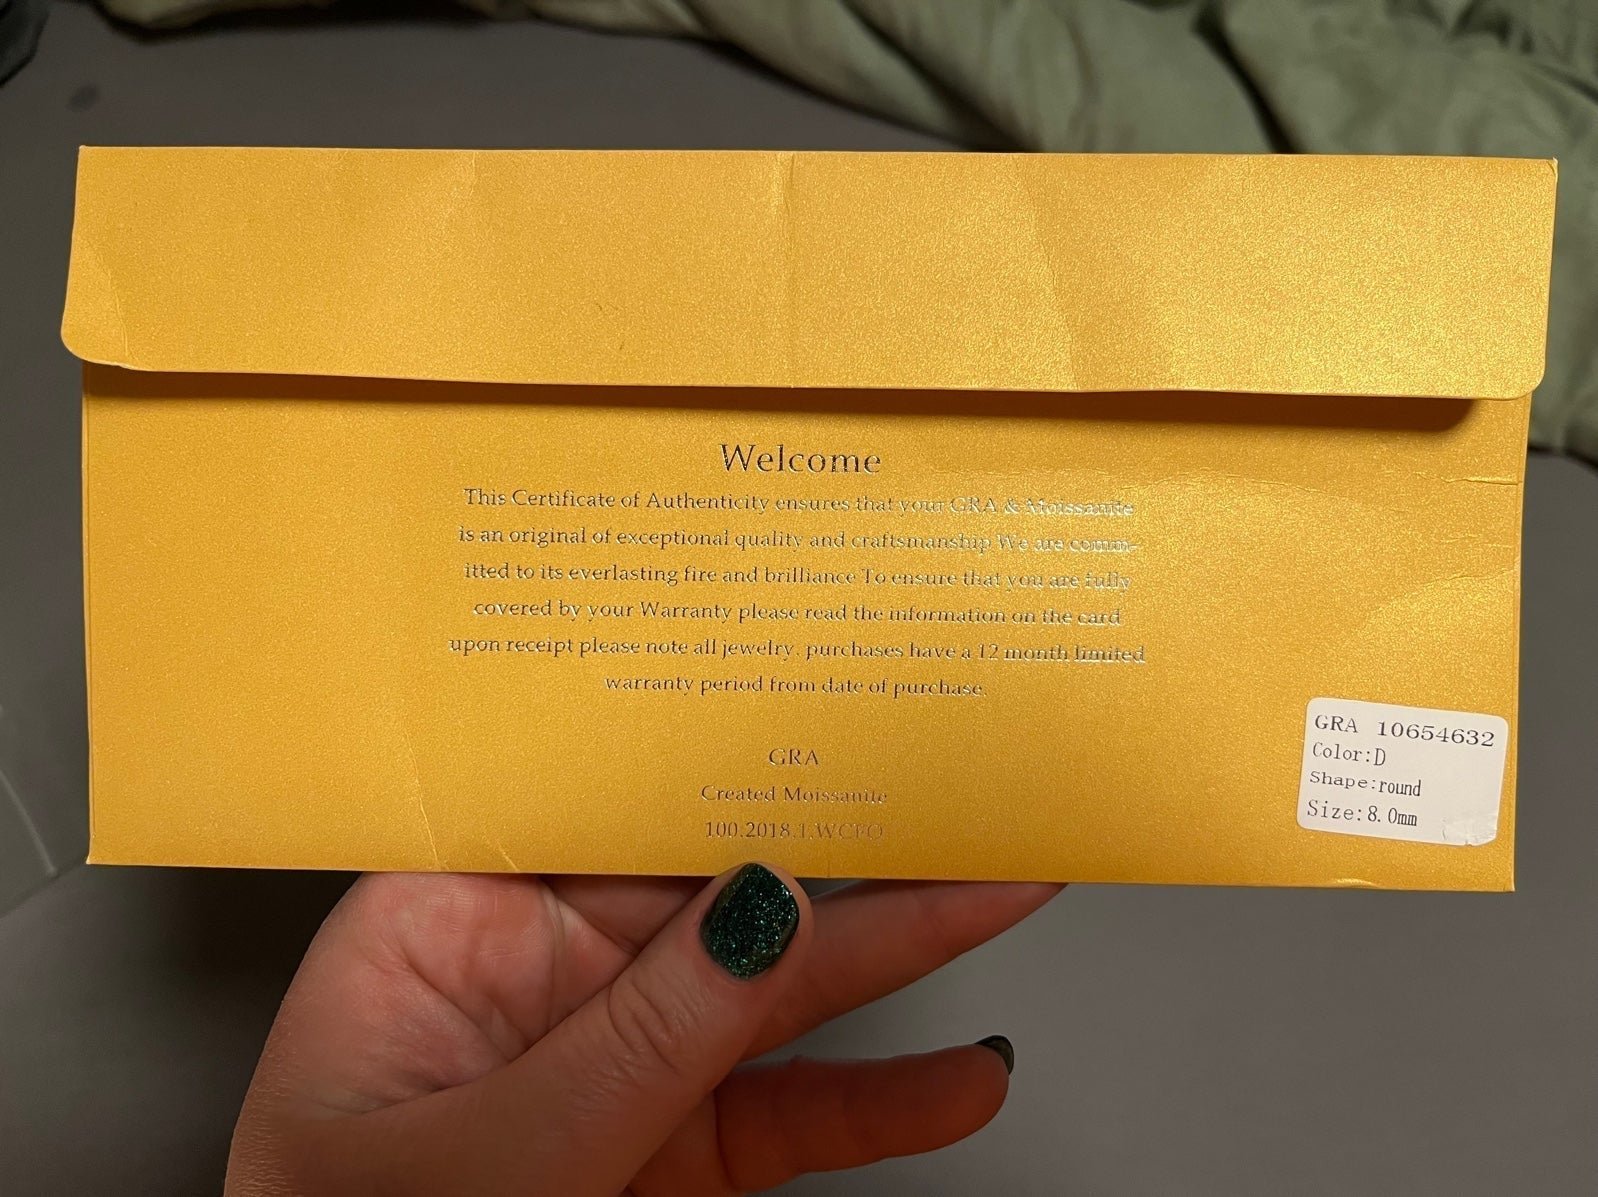 Welcome
This Certificate of Authenticity ensures that your GRA & Moissanite
is an original of exceptional quality and craftsmanship We are comm-
itted to its everlasting fire and brilliance To ensure that you are fully
covered by your Warranty please read the information on the card
upon receipt please note all jewelry. purchases have a 12 month limited
warranty period from date of purchase.
GRA
Created Moissanite
100.2018.1.WCFO
GRA 10654632
Color:D
Shape:round
Size:8.0mm